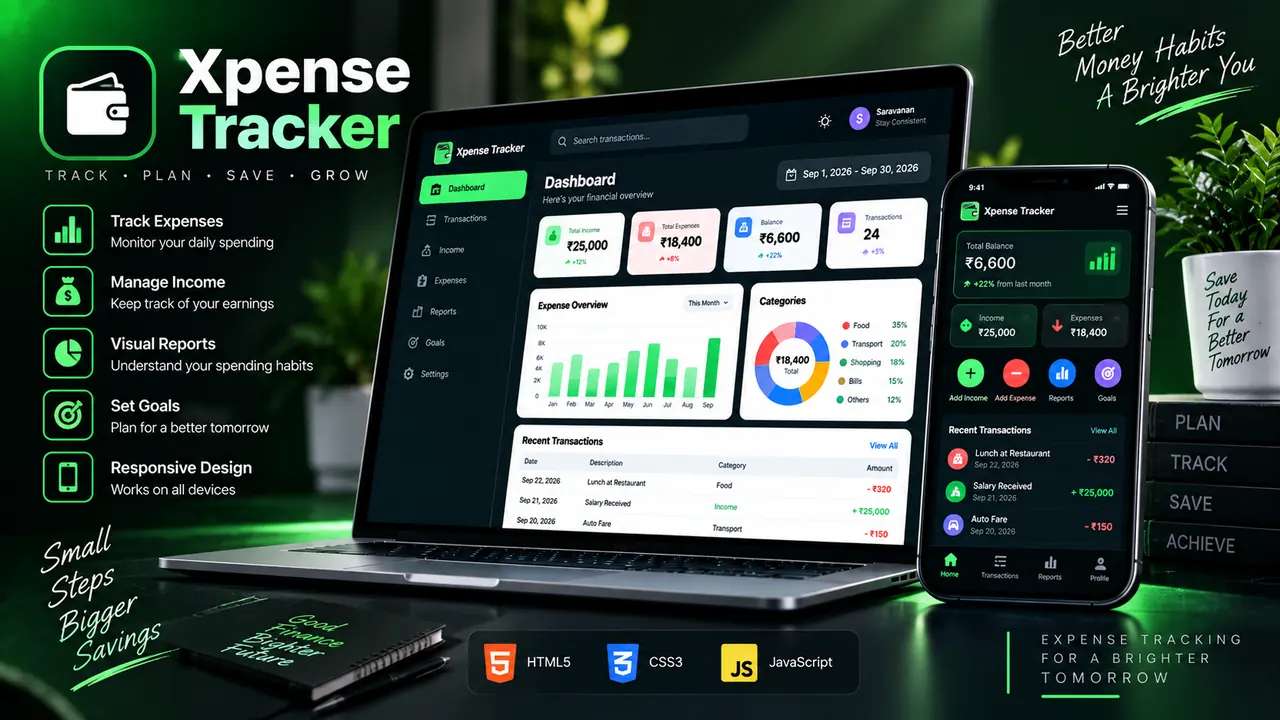 Xpense
Tracker
TRACK • PLAN • SAVE • GROW
Track Expenses
Monitor your daily spending
Manage Income
Keep track of your earnings
Visual Reports
Understand your spending habits
Set Goals
Plan for a better tomorrow
Responsive Design
Works on all devices
Small
Steps
Bigger
Savings
Good
Finance
Brighter
Future
Better
Money Habits
A Brighter You
Xpense Tracker
Search transactions...
S
Saravanan
Stay Consistent
Dashboard
Transactions
Income
Expenses
Reports
Goals
Settings
Dashboard
Here's your financial overview
Sep 1, 2026 - Sep 30, 2026
Total Income
₹25,000
+12%
Total Expenses
₹18,400
+8%
Balance
₹6,600
+22%
Transactions
24
+5%
Expense Overview
This Month
10K
8K
6K
4K
2K
0
Jan Feb Mar Apr May Jun Jul Aug Sep
Categories
₹18,400
Total
Food 35%
Transport 20%
Shopping 18%
Bills 15%
Others 12%
Recent Transactions
View All
Date Description Category Amount
Sep 22, 2026 Lunch at Restaurant Food - ₹320
Sep 21, 2026 Salary Received Income + ₹25,000
Sep 20, 2026 Auto Fare Transport - ₹150
9:41
Xpense Tracker
Total Balance
₹6,600
+22% from last month
Income
₹25,000
Expenses
₹18,400
Add Income Add Expense Reports Goals
Recent Transactions View All
Lunch at Restaurant
Sep 22, 2026
- ₹320
Salary Received
Sep 21, 2026
+ ₹25,000
Auto Fare
Sep 20, 2026
- ₹150
Home Transactions Reports Profile
Save
Today
For a
Better
Tomorrow
PLAN
TRACK
SAVE
ACHIEVE
5 HTML5
3 CSS3
JS JavaScript
EXPENSE TRACKING
FOR A BRIGHTER
TOMORROW